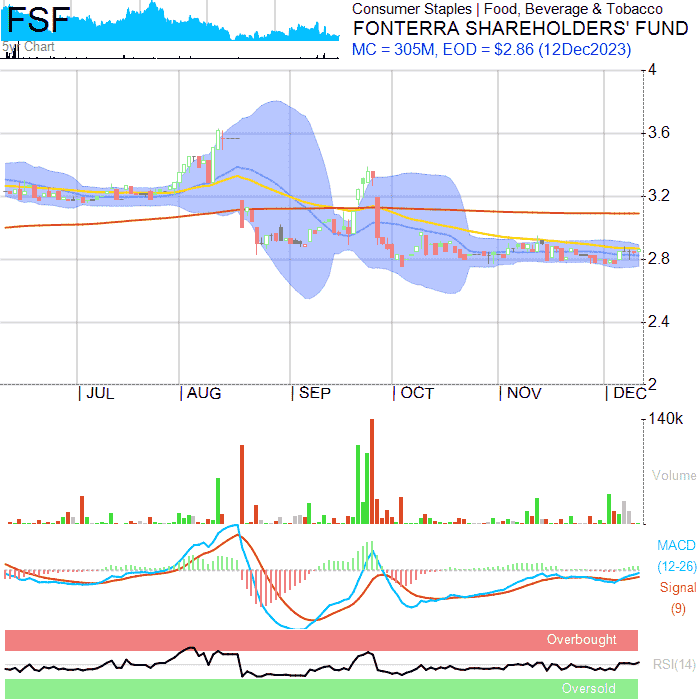 FSF
5yr Chart
Consumer Staples | Food, Beverage & Tobacco
FONTERRA SHAREHOLDERS' FUND
MC = 305M, EOD = $2.86 (12Dec2023)
4
3.6
3.2
2.8
2.4
2
| JUL | AUG | SEP | OCT | NOV | DEC
140k
Volume
MACD
(12-26)
Signal
(9)
Overbought
RSI(14)
Oversold